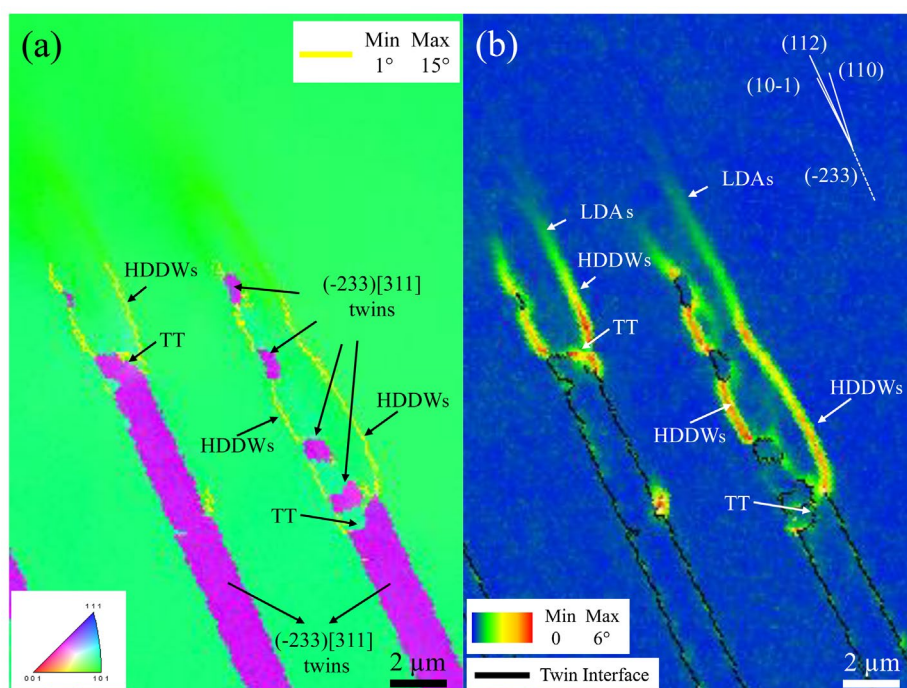 (a)
Min Max
1° 15°
HDDWs
(-233)[311]
twins
TT
HDDWs
HDDWs
TT
(-233)[311]
twins
111
001
101
2 µm
(b)
(112)
(110)
(10-1)
(-233)
LDAs
LDAs
HDDWs
TT
HDDWs
HDDWs
TT
Min Max
0 6°
Twin Interface
2 µm